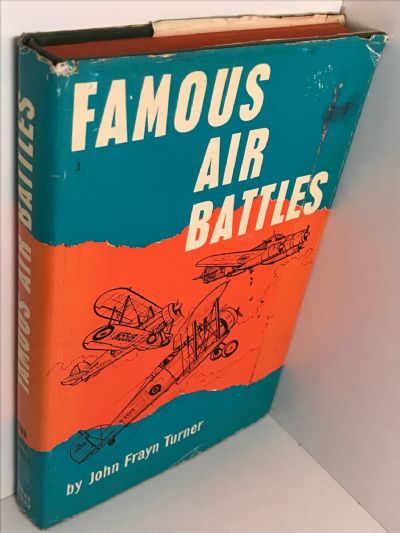 FAMOUS
AIR
BATTLES
by John Frayn Turner
FAMOUS AIR BATTLES